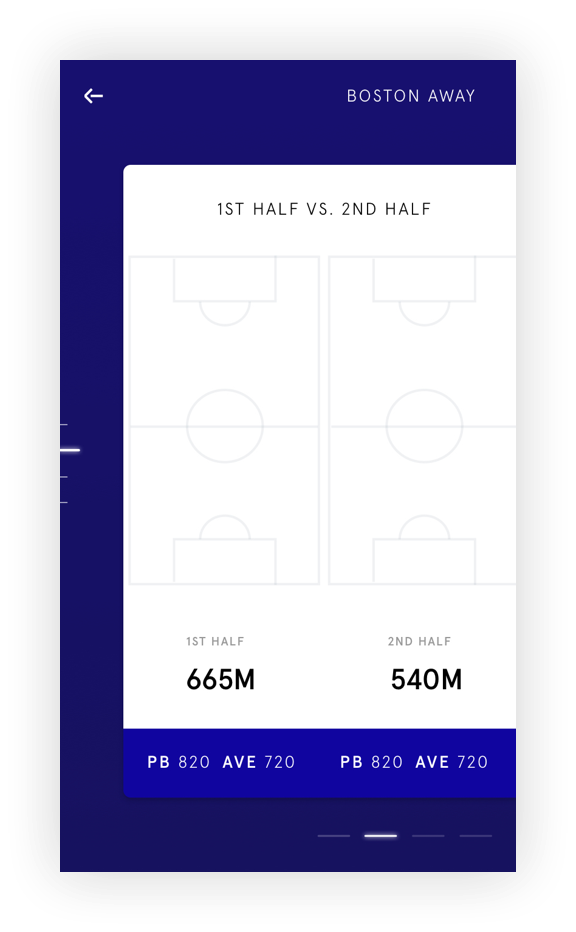 BOSTON AWAY
1ST HALF VS. 2ND HALF
1ST HALF 2ND HALF
665M 540M
PB 820 AVE 720 PB 820 AVE 720